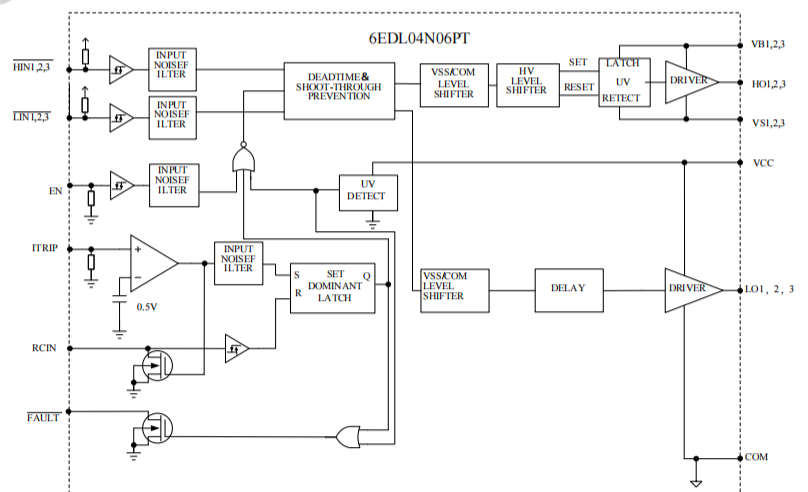 6EDL04N06PT
HIN1,2,3
INPUT
NOISEF
ILTER
DEADTIME&
SHOOT-THROUGH
PREVENTION
VSS/COM
LEVEL
SHIFTER
HV
LEVEL
SHIFTER
SET
RESET
LATCH
UV
RETECT
DRIVER
VB1,2,3
HO1,2,3
VS1,2,3
LIN1,2,3
INPUT
NOISEF
ILTER
EN
INPUT
NOISEF
ILTER
UV
DETECT
VCC
ITRIP
+
−
0.5V
INPUT
NOISEF
ILTER
S
R
SET
DOMINANT
LATCH
Q
VSS/COM
LEVEL
SHIFTER
DELAY
DRIVER
LO1, 2, 3
RCIN
FAULT
COM